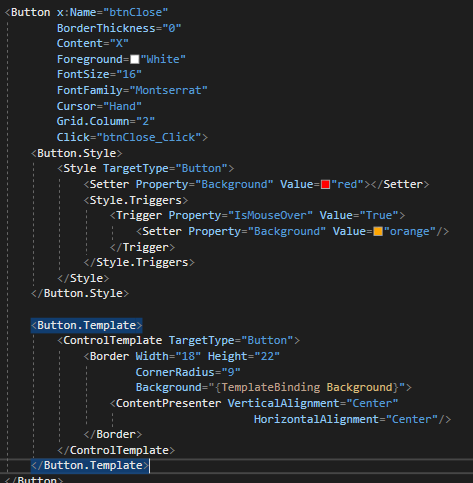 <Button x:Name="btnClose"
        BorderThickness="0"
        Content="X"
        Foreground="White"
        FontSize="16"
        FontFamily="Montserrat"
        Cursor="Hand"
        Grid.Column="2"
        Click="btnClose_Click">
    <Button.Style>
        <Style TargetType="Button">
            <Setter Property="Background" Value="red"></Setter>
            <Style.Triggers>
                <Trigger Property="IsMouseOver" Value="True">
                    <Setter Property="Background" Value="orange"/>
                </Trigger>
            </Style.Triggers>
        </Style>
    </Button.Style>

    <Button.Template>
        <ControlTemplate TargetType="Button">
            <Border Width="18" Height="22"
                    CornerRadius="9"
                    Background="{TemplateBinding Background}">
                <ContentPresenter VerticalAlignment="Center"
                                  HorizontalAlignment="Center"/>
            </Border>
        </ControlTemplate>
    </Button.Template>
</Button>